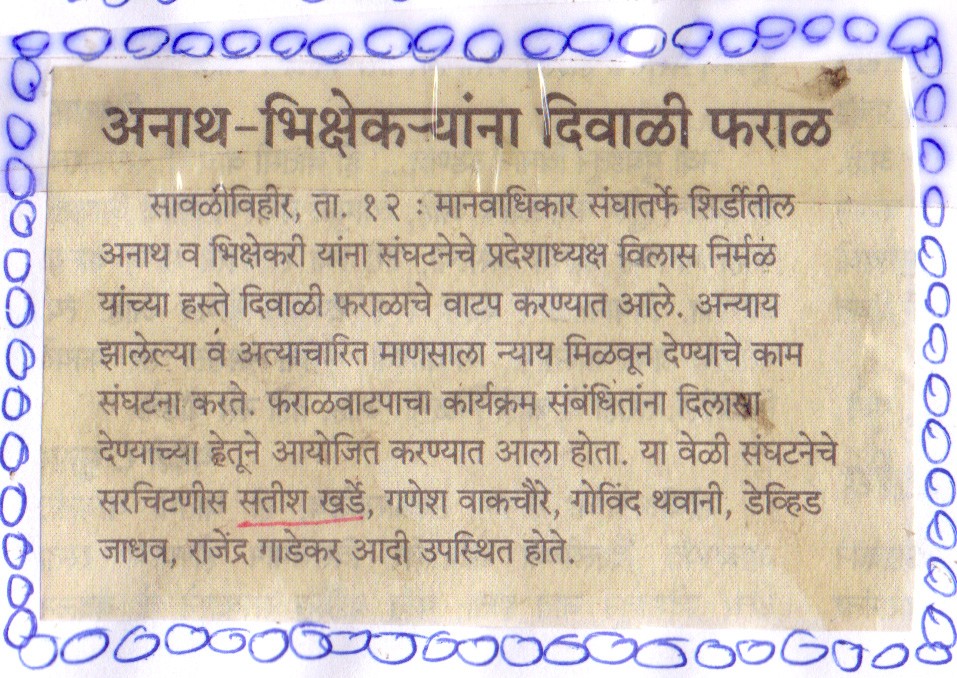 अनाथ-भिक्षेकऱ्यांना दिवाळी फराळ
सावळीविहीर, ता. १२ : मानवाधिकार संघातर्फे शिर्डीतील
अनाथ व भिक्षेकरी यांना संघटनेचे प्रदेशाध्यक्ष विलास निर्मळ
यांच्या हस्ते दिवाळी फराळाचे वाटप करण्यात आले. अन्याय
झालेल्या व अत्याचारित माणसाला न्याय मिळवून देण्याचे काम
संघटना करते. फराळवाटपाचा कार्यक्रम संबंधितांना दिलासा
देण्याच्या हेतूने आयोजित करण्यात आला होता. या वेळी संघटनेचे
सरचिटणीस सतीश खर्डे, गणेश वाकचौरे, गोविंद थवानी, डेव्हिड
जाधव, राजेंद्र गाडेकर आदी उपस्थित होते.